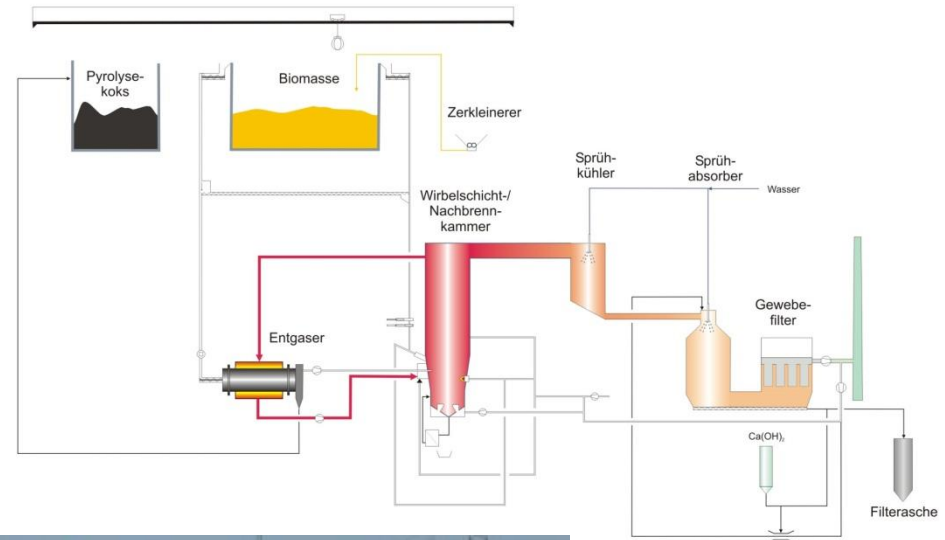 Pyrolyse-
koks
Biomasse
Zerkleinerer
Sprüh-
kühler
Sprüh-
absorber
Wasser
Wirbelschicht-/
Nachbrenn-
kammer
Gewebe-
filter
Entgaser
Ca(OH)₂
Filterasche